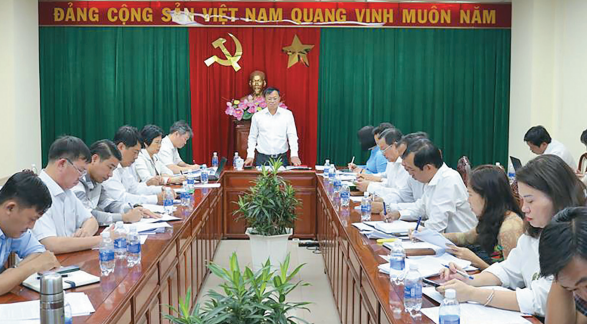 ĐẢNG CỘNG SẢN VIỆT NAM QUANG VINH MUÔN NĂM